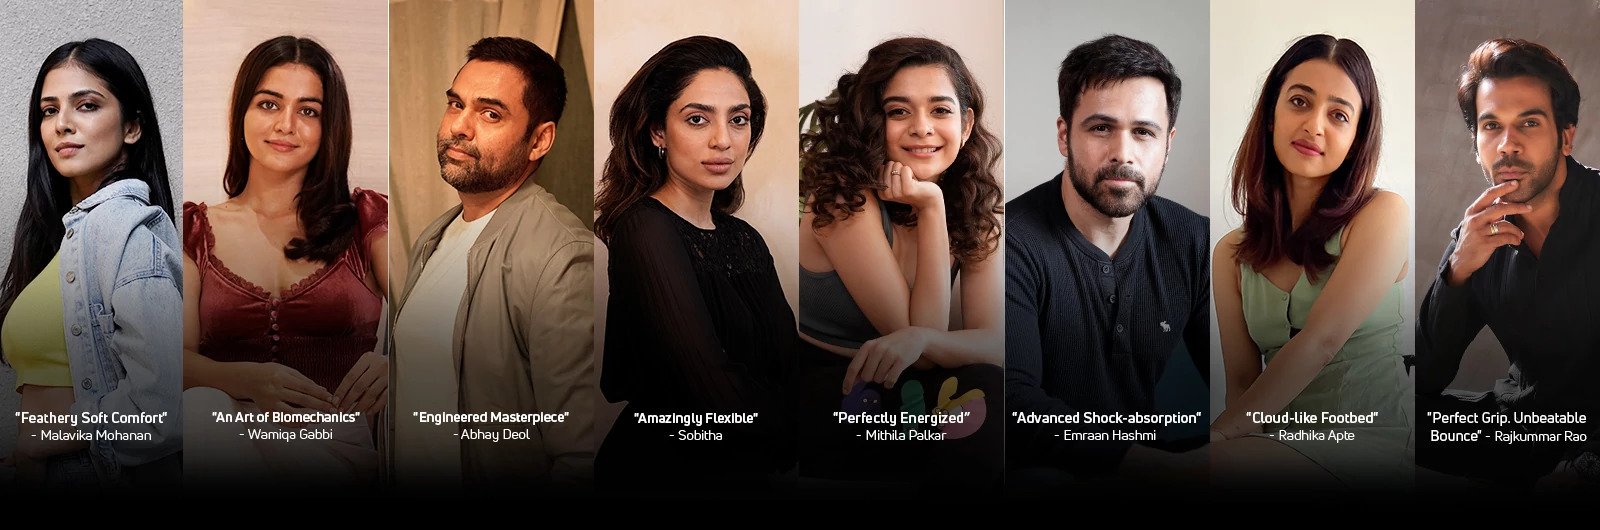 "Feathery Soft Comfort"
- Malavika Mohanan
"An Art of Biomechanics"
- Wamiqa Gabbi
"Engineered Masterpiece"
- Abhay Deol
"Amazingly Flexible"
- Sobitha
"Perfectly Energized"
- Mithila Palkar
"Advanced Shock-absorption"
- Emraan Hashmi
"Cloud-like Footbed"
- Radhika Apte
"Perfect Grip. Unbeatable
Bounce" - Rajkummar Rao